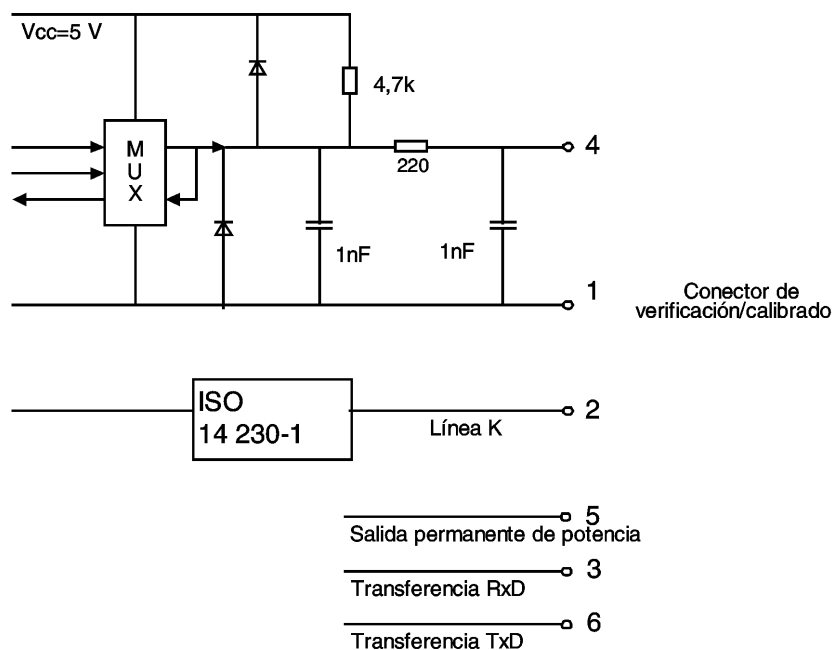 Vcc=5 V
4,7k
M
U
X
4
220
1nF
1nF
1
Conector de
verificación/calibrado
ISO
14 230-1
2
Línea K
5
Salida permanente de potencia
3
Transferencia RxD
6
Transferencia TxD